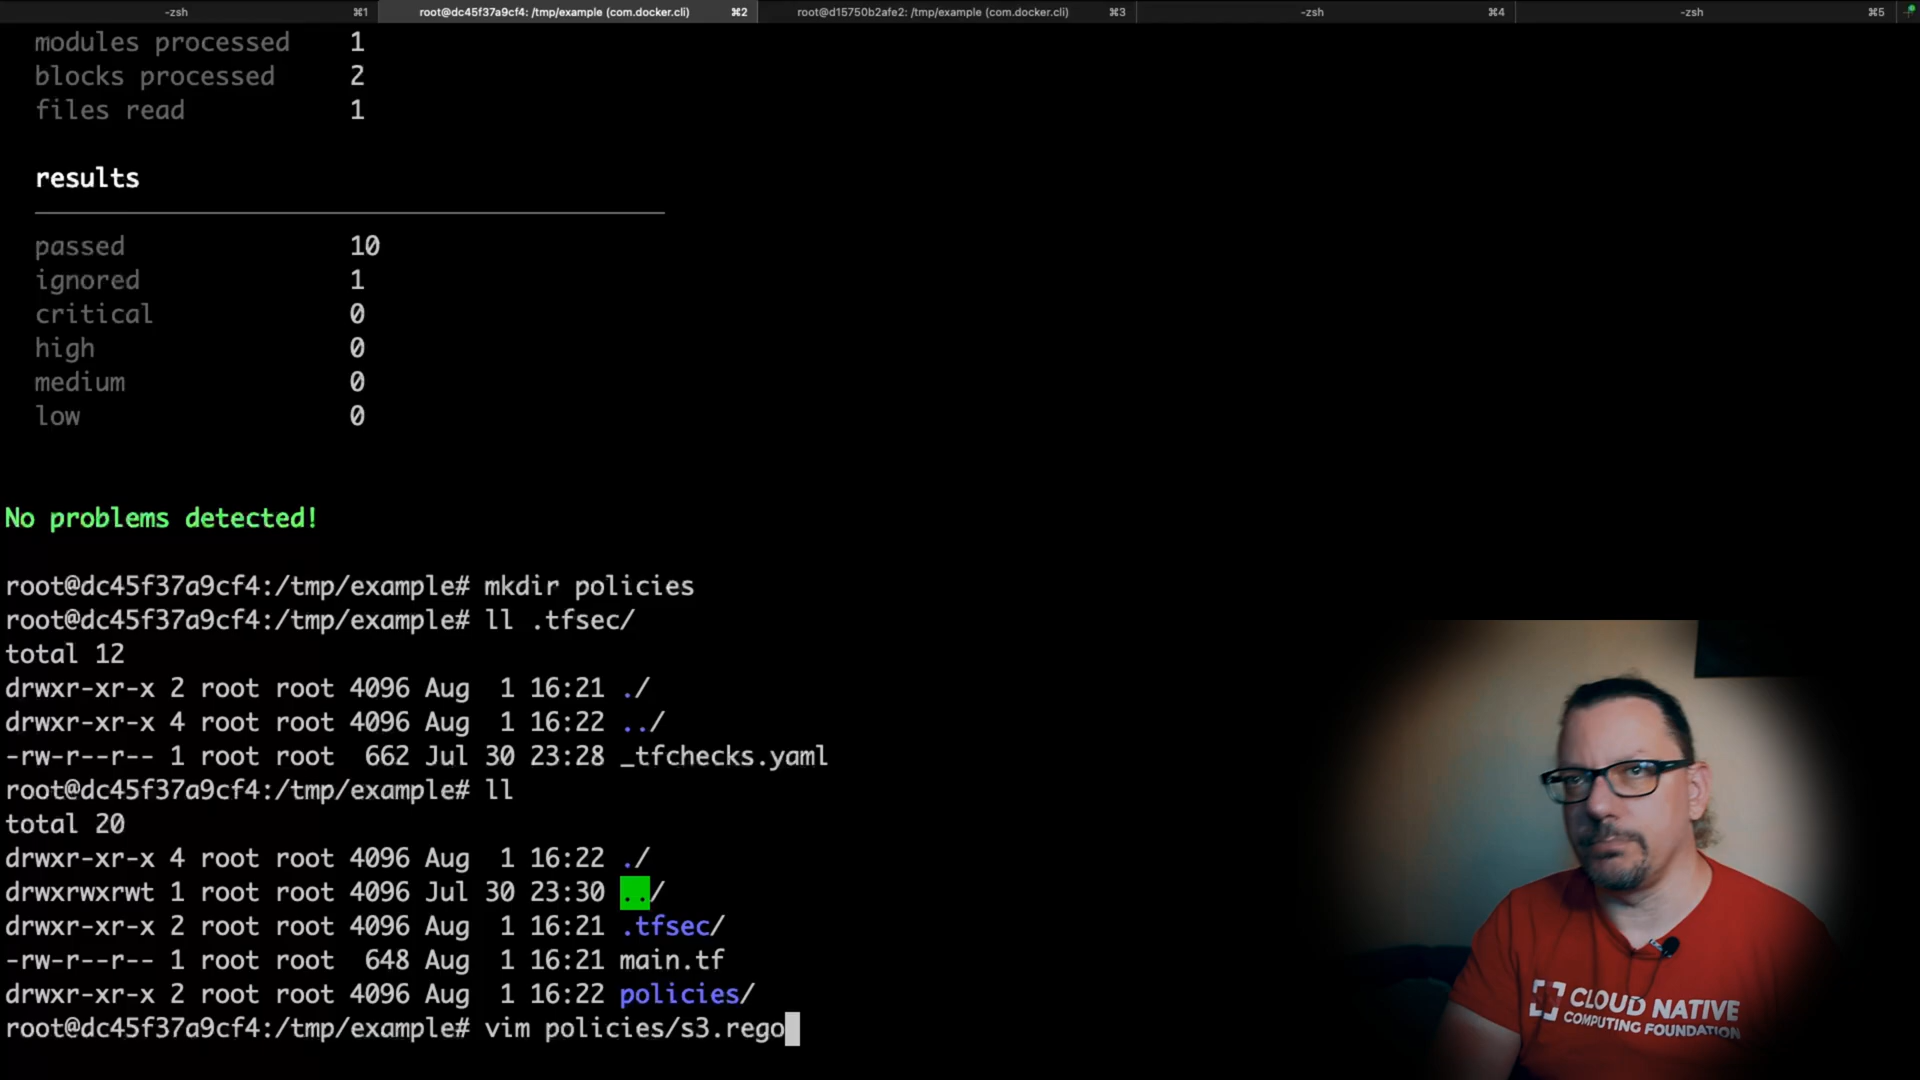 -zsh ⌘1 root@dc45f37a9cf4: /tmp/example (com.docker.cli) ⌘2 root@d15750b2afe2: /tmp/example (com.docker.cli) ⌘3 -zsh ⌘4 -zsh ⌘5
modules processed 1
blocks processed 2
files read 1
results
passed 10
ignored 1
critical 0
high 0
medium 0
low 0
No problems detected!
root@dc45f37a9cf4:/tmp/example# mkdir policies
root@dc45f37a9cf4:/tmp/example# ll .tfsec/
total 12
drwxr-xr-x 2 root root 4096 Aug 1 16:21 ./
drwxr-xr-x 4 root root 4096 Aug 1 16:22 ../
-rw-r--r-- 1 root root 662 Jul 30 23:28 _tfchecks.yaml
root@dc45f37a9cf4:/tmp/example# ll
total 20
drwxr-xr-x 4 root root 4096 Aug 1 16:22 ./
drwxrwxrwt 1 root root 4096 Jul 30 23:30 ../
drwxr-xr-x 2 root root 4096 Aug 1 16:21 .tfsec/
-rw-r--r-- 1 root root 648 Aug 1 16:21 main.tf
drwxr-xr-x 2 root root 4096 Aug 1 16:22 policies/
root@dc45f37a9cf4:/tmp/example# vim policies/s3.rego
CLOUD NATIVE
COMPUTING FOUNDATION